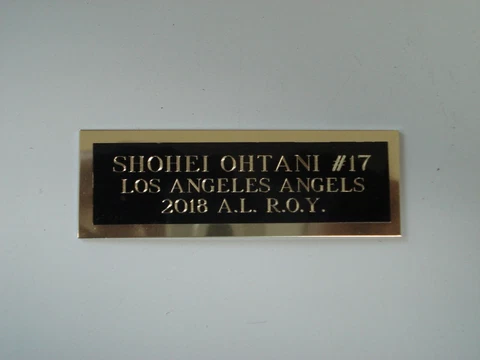 SHOHEI OHTANI #17
LOS ANGELES ANGELS
2018 A.L. R.O.Y.